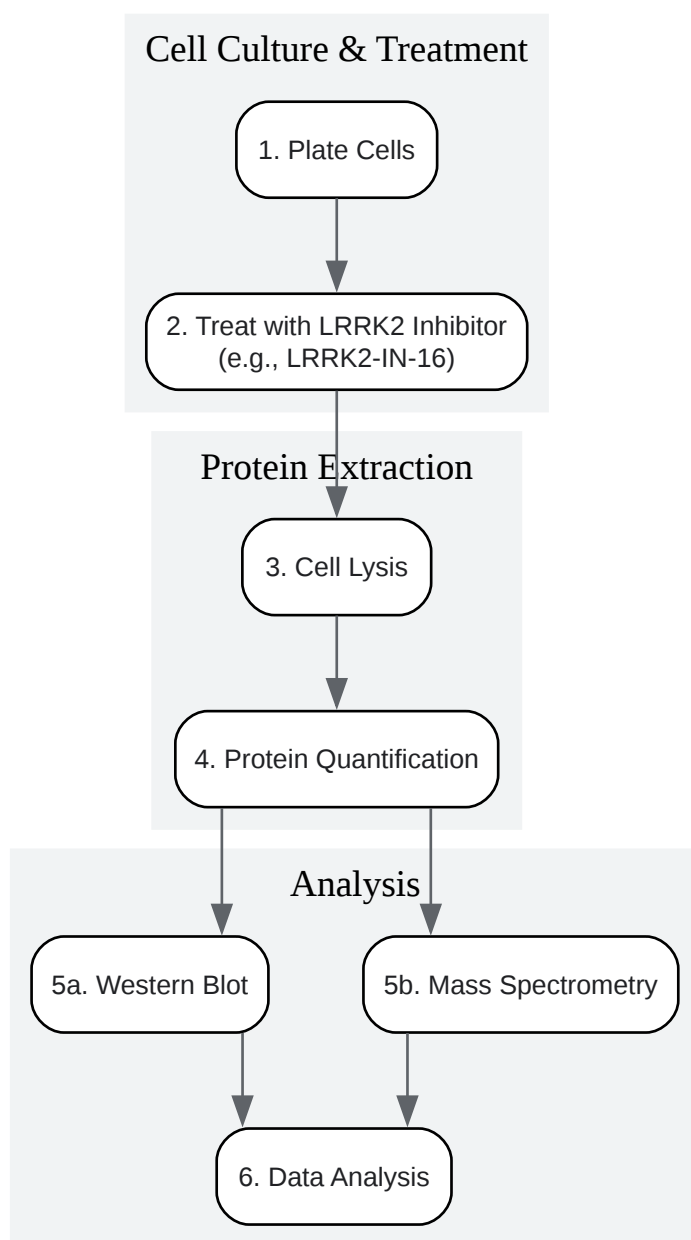 Cell Culture & Treatment
1. Plate Cells
2. Treat with LRRK2 Inhibitor
(e.g., LRRK2-IN-16)
Protein Extraction
3. Cell Lysis
4. Protein Quantification
Analysis
5a. Western Blot
5b. Mass Spectrometry
6. Data Analysis